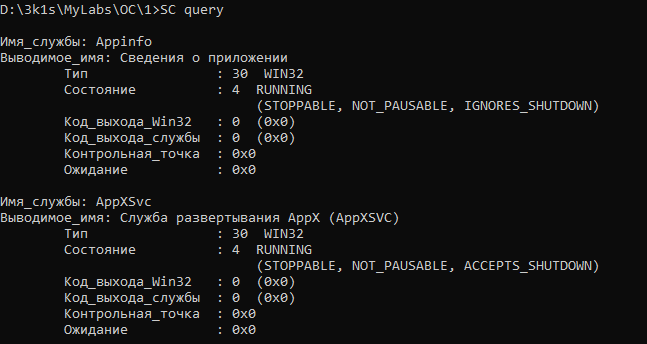 D:\3k1s\MyLabs\OC\1>SC query
Имя_службы: Appinfo
Выводимое_имя: Сведения о приложении
Тип : 30 WIN32
Состояние : 4 RUNNING
(STOPPABLE, NOT_PAUSABLE, IGNORES_SHUTDOWN)
Код_выхода_Win32 : 0 (0x0)
Код_выхода_службы : 0 (0x0)
Контрольная_точка : 0x0
Ожидание : 0x0
Имя_службы: AppXSvc
Выводимое_имя: Служба развертывания AppX (AppXSVC)
Тип : 30 WIN32
Состояние : 4 RUNNING
(STOPPABLE, NOT_PAUSABLE, ACCEPTS_SHUTDOWN)
Код_выхода_Win32 : 0 (0x0)
Код_выхода_службы : 0 (0x0)
Контрольная_точка : 0x0
Ожидание : 0x0